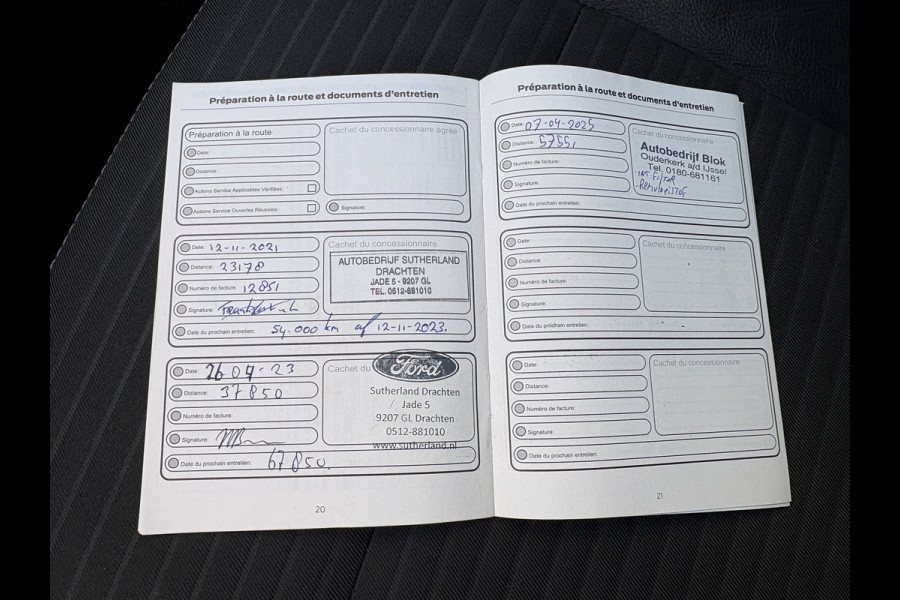 Préparation à la route et documents d'entretien
Préparation à la route
Date:
Distance:
Actions Service Applicables Vérifiées:
Actions Service Ouvertes Réussies:
Cachet du concessionnaire agréé
Signature:
Date: 12-11-2021
Distance: 23178
Numéro de facture: 12851
Signature:
Date du prochain entretien: 54.000 km of 12-11-2023.
Cachet du concessionnaire
AUTOBEDRIJF SUTHERLAND
DRACHTEN
JADE 5 - 9207 GL
TEL. 0512-881010
Date: 26 04-23
Distance: 37850
Numéro de facture:
Signature:
Date du prochain entretien: 67850.
Cachet du
Ford
Sutherland Drachten
Jade 5
9207 GL Drachten
0512-881010
www.sutherland.nl
20
Préparation à la route et documents d'entretien
Date: 07-04-2025
Distance: 57551
Numéro de facture:
Signature:
Date du prochain entretien:
Cachet du concessionnaire
Autobedrijf Blok
Ouderkerk a/d IJssel
Tel. 0180-681161
-INT. FILTER
-REMVLOEISTOF
Date:
Distance:
Numéro de facture:
Signature:
Date du prochain entretien:
Cachet du concessionnaire
Date:
Distance:
Numéro de facture:
Signature:
Date du prochain entretien:
Cachet du concessionnaire
21